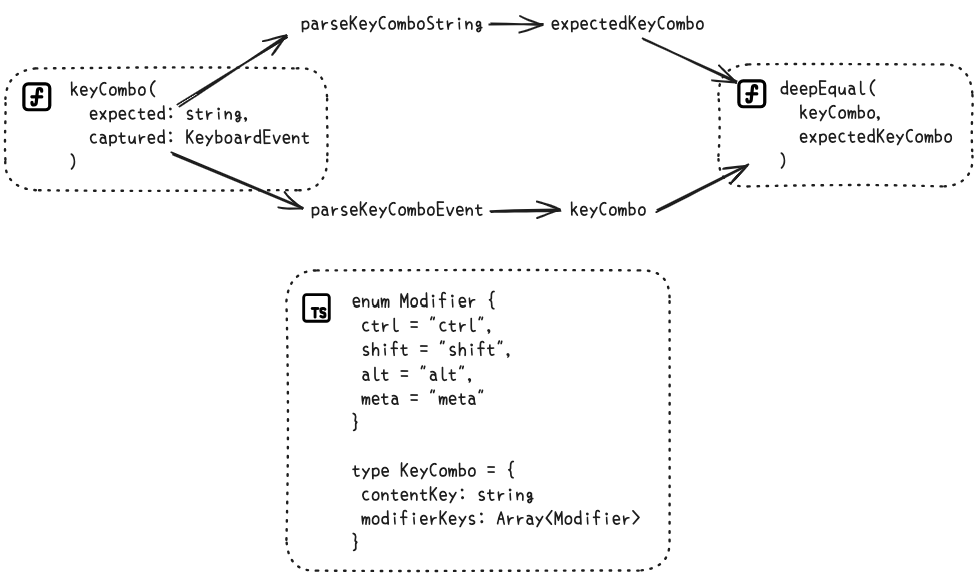 parseKeyComboString
expectedKeyCombo
keyCombo(
expected: string,
captured: KeyboardEvent
)
deepEqual(
keyCombo,
expectedKeyCombo
)
parseKeyComboEvent
keyCombo
TS
enum Modifier {
ctrl = "ctrl",
shift = "shift",
alt = "alt",
meta = "meta"
}
type KeyCombo = {
contentKey: string
modifierKeys: Array<Modifier>
}